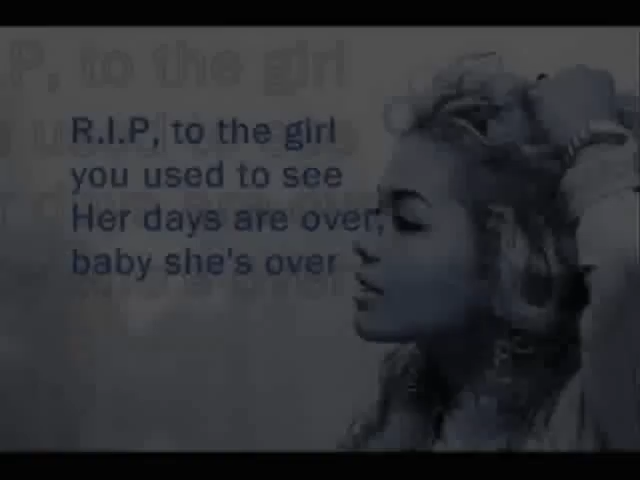 R.I.P, to the girl
you used to see
Her days are over,
baby she's over